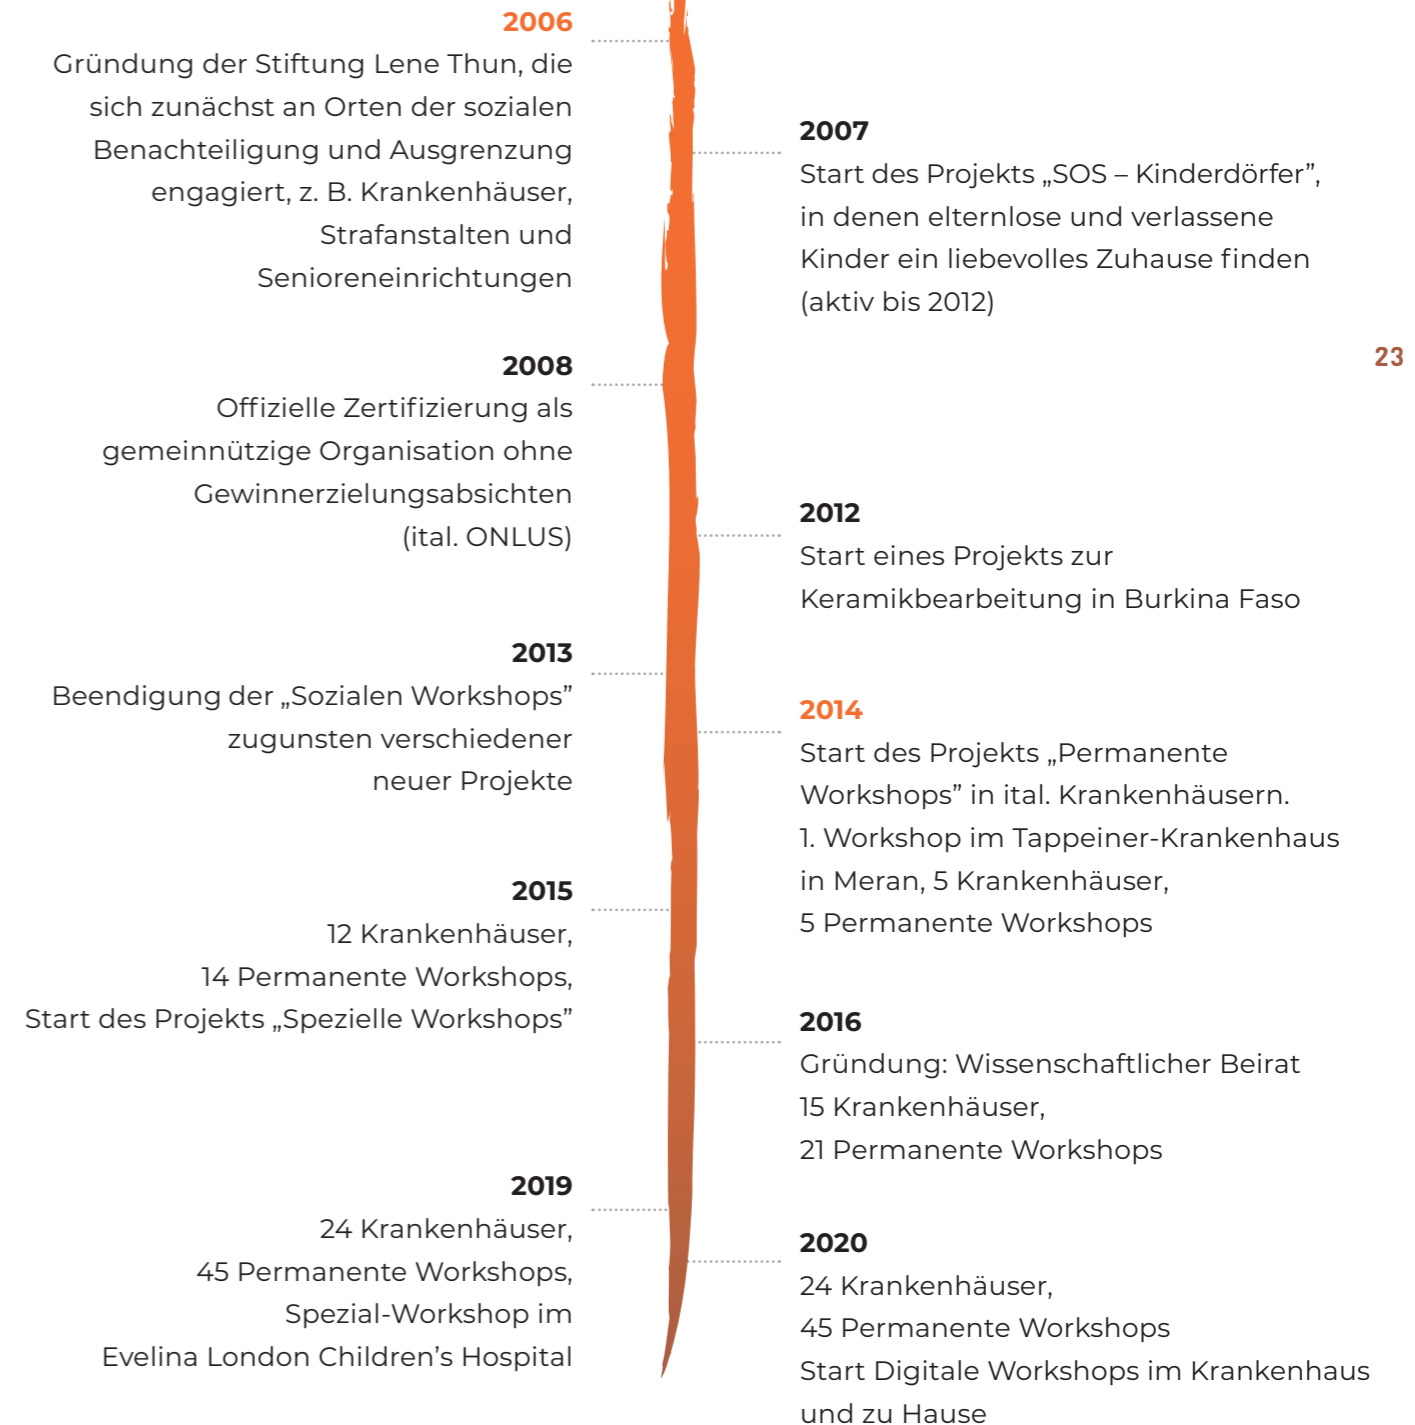 2006
Gründung der Stiftung Lene Thun, die
sich zunächst an Orten der sozialen
Benachteiligung und Ausgrenzung
engagiert, z. B. Krankenhäuser,
Strafanstalten und
Senioreneinrichtungen
2007
Start des Projekts „SOS – Kinderdörfer”,
in denen elternlose und verlassene
Kinder ein liebevolles Zuhause finden
(aktiv bis 2012)
23
2008
Offizielle Zertifizierung als
gemeinnützige Organisation ohne
Gewinnerzielungsabsichten
(ital. ONLUS)
2012
Start eines Projekts zur
Keramikbearbeitung in Burkina Faso
2013
Beendigung der „Sozialen Workshops”
zugunsten verschiedener
neuer Projekte
2014
Start des Projekts „Permanente
Workshops” in ital. Krankenhäusern.
1. Workshop im Tappeiner-Krankenhaus
in Meran, 5 Krankenhäuser,
5 Permanente Workshops
2015
12 Krankenhäuser,
14 Permanente Workshops,
Start des Projekts „Spezielle Workshops”
2016
Gründung: Wissenschaftlicher Beirat
15 Krankenhäuser,
21 Permanente Workshops
2019
24 Krankenhäuser,
45 Permanente Workshops,
Spezial-Workshop im
Evelina London Children’s Hospital
2020
24 Krankenhäuser,
45 Permanente Workshops
Start Digitale Workshops im Krankenhaus
und zu Hause